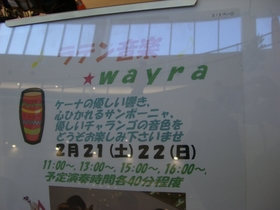 ラテン音楽
★wayra
ケーナの優しい響き、
心ひかれるサンポーニャ、
優しいチャランゴの音色を
どうぞお楽しみ下さいませ
2月21(土)22(日)
11:00～、13:00～、15:00～、16:00～、
予定演奏時間各40分程度